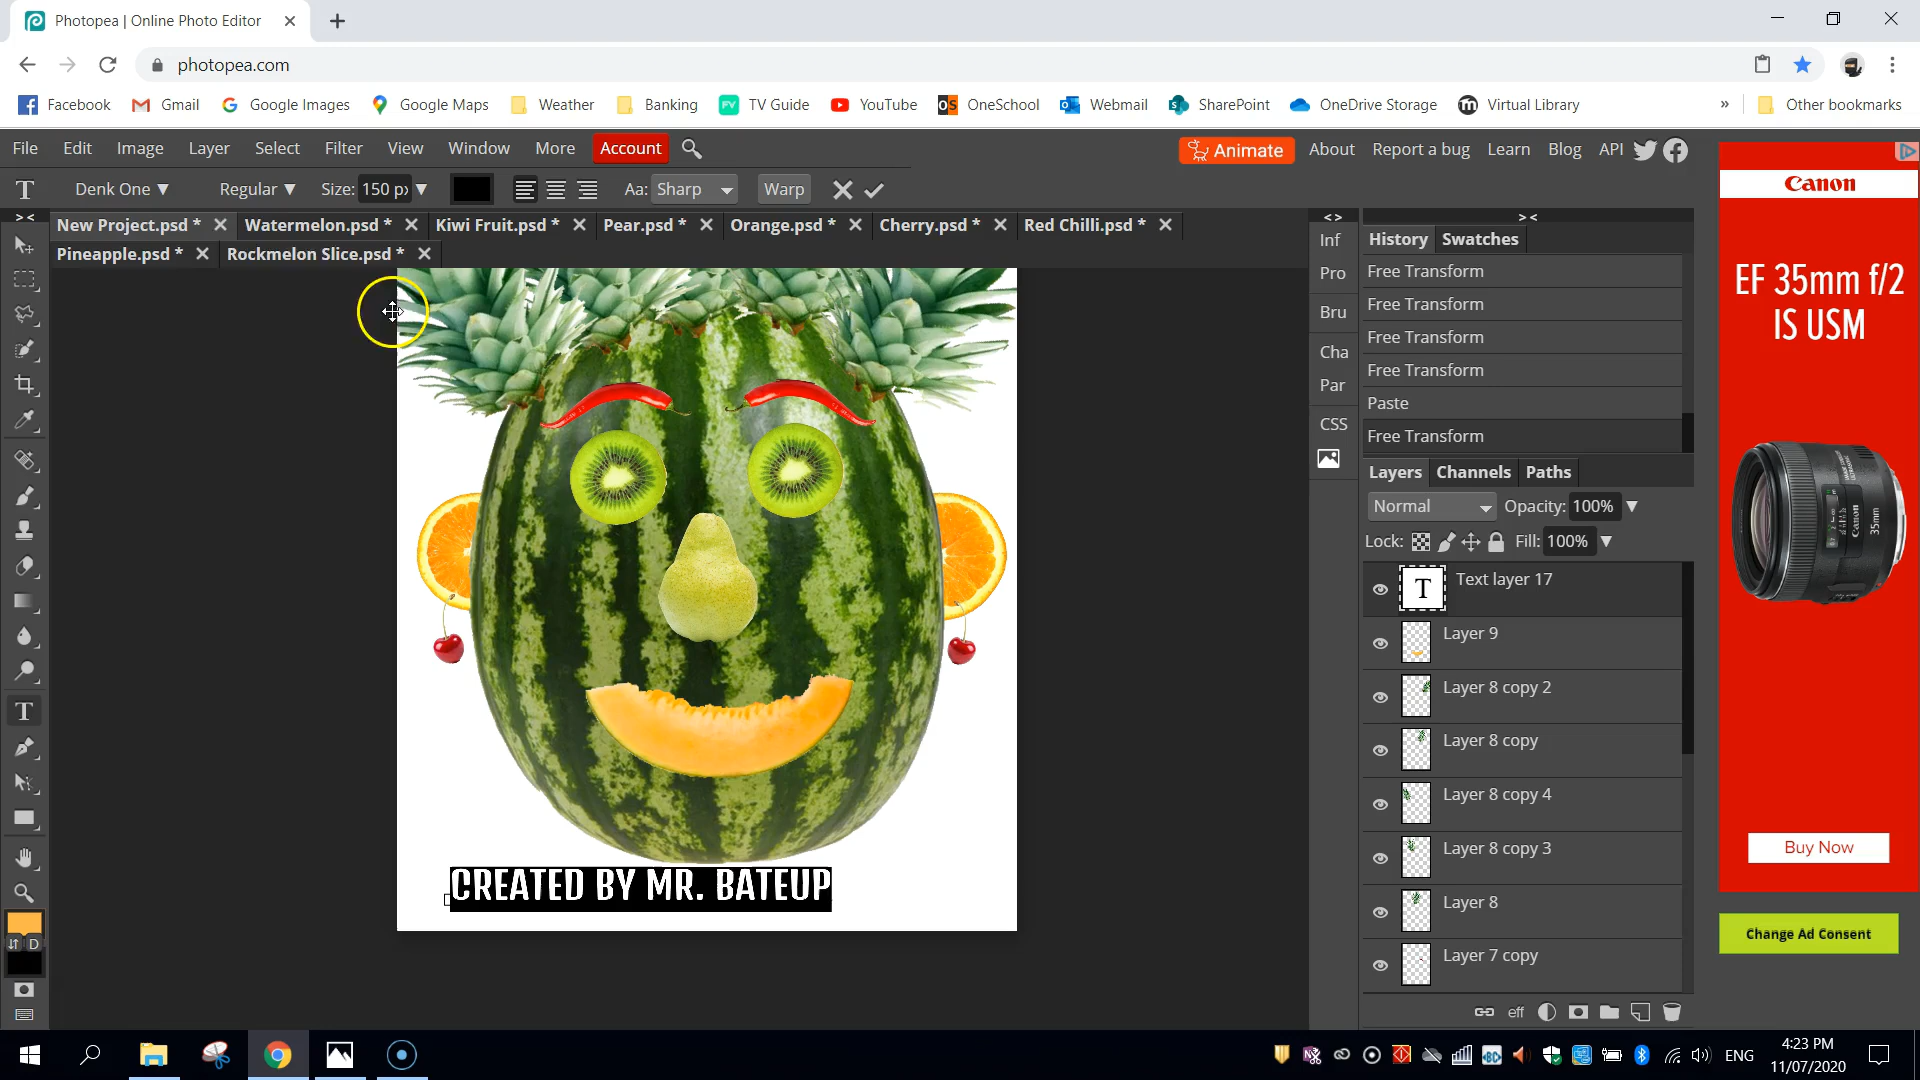 Photopea | Online Photo Editor
photopea.com
Facebook Gmail Google Images Google Maps Weather Banking TV Guide YouTube OneSchool Webmail SharePoint OneDrive Storage Virtual Library » Other bookmarks
File Edit Image Layer Select Filter View Window More Account Animate About Report a bug Learn Blog API
T Denk One Regular Size: 150 px Aa: Sharp Warp
New Project.psd * Watermelon.psd * Kiwi Fruit.psd * Pear.psd * Orange.psd * Cherry.psd * Red Chilli.psd *
Pineapple.psd * Rockmelon Slice.psd *
CREATED BY MR. BATEUP
T
D
Inf
Pro
Bru
Cha
Par
CSS
History Swatches
Free Transform
Free Transform
Free Transform
Free Transform
Paste
Free Transform
Layers Channels Paths
Normal Opacity: 100%
Lock: Fill: 100%
T Text layer 17
Layer 9
Layer 8 copy 2
Layer 8 copy
Layer 8 copy 4
Layer 8 copy 3
Layer 8
Layer 7 copy
eff
Canon
EF 35mm f/2
IS USM
Buy Now
Change Ad Consent
ENG
4:23 PM
11/07/2020